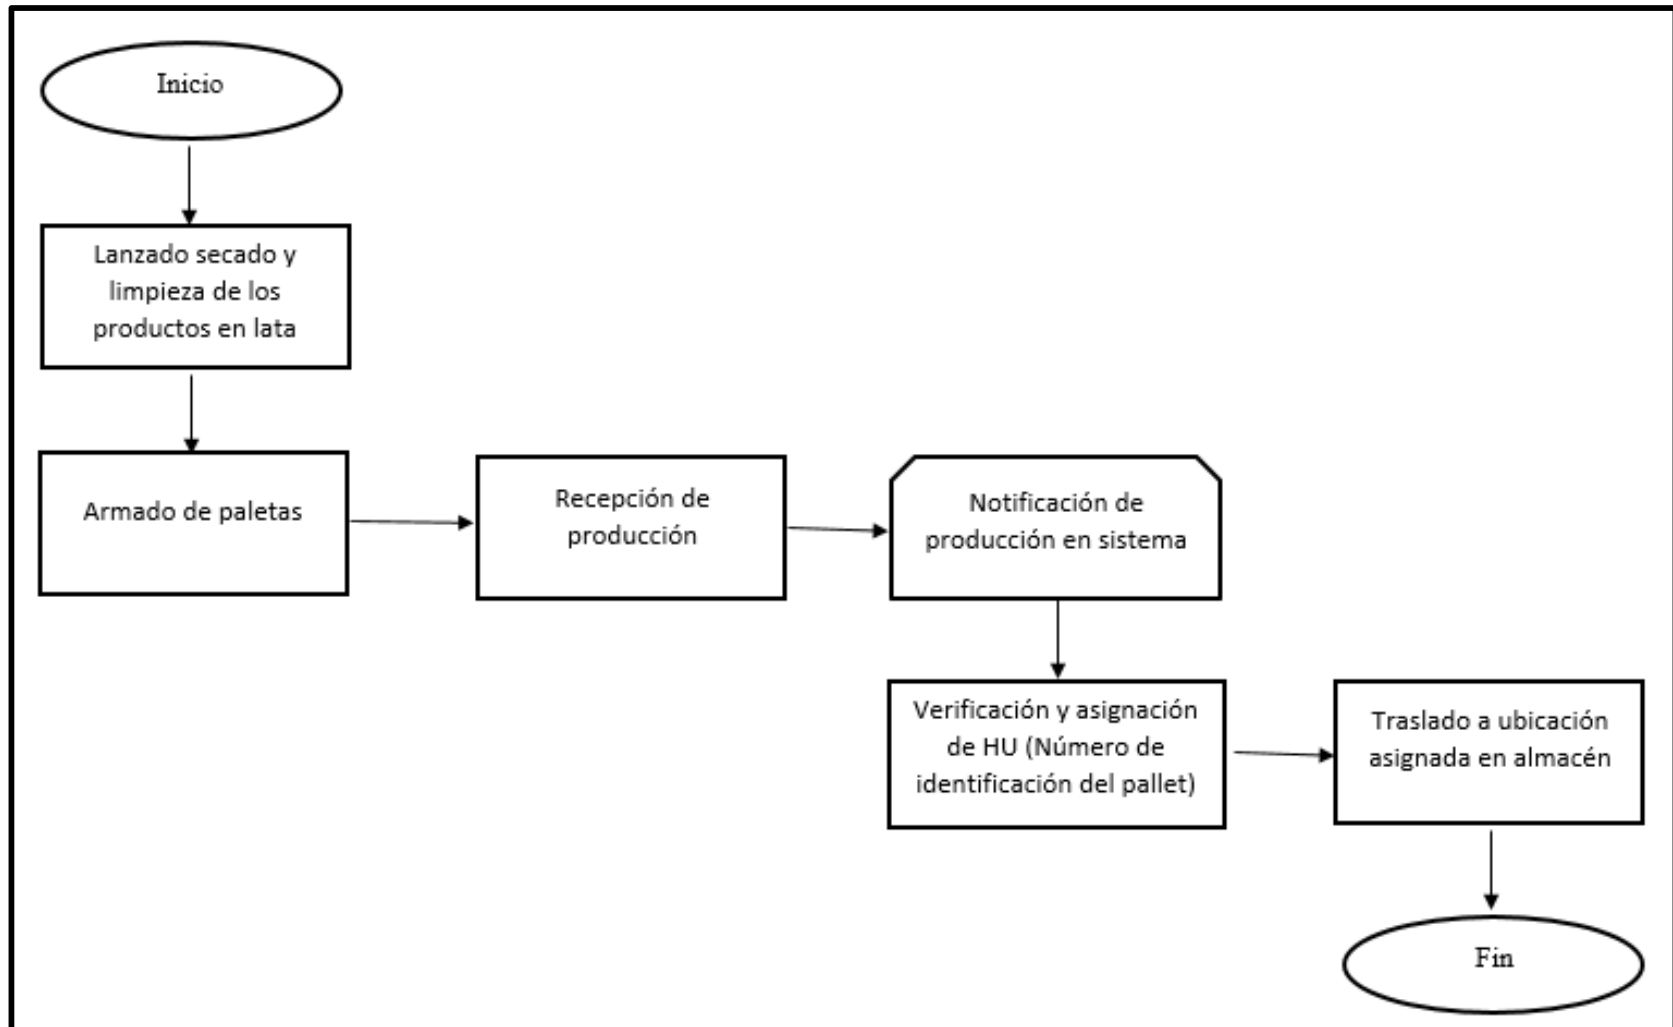 Inicio
Lanzado secado y
limpieza de los
productos en lata
Armado de paletas
Recepción de
producción
Notificación de
producción en sistema
Verificación y asignación
de HU (Número de
identificación del pallet)
Traslado a ubicación
asignada en almacén
Fin